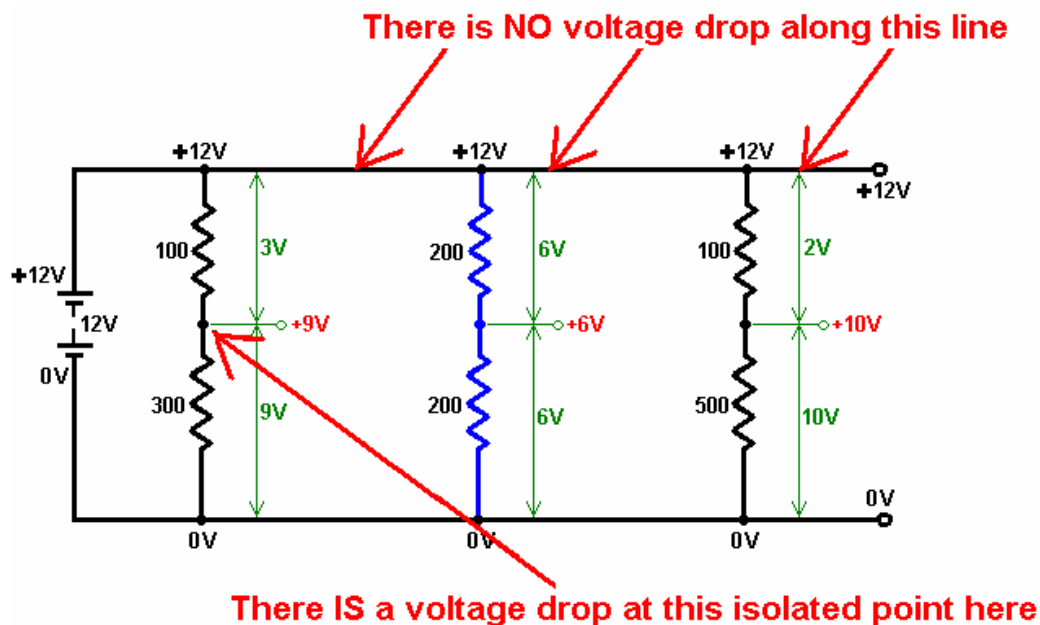 There is NO voltage drop along this line
+12V +12V +12V
+12V
100 3V 200 6V 100 2V
+12V
12V +9V +6V +10V
0V
300 9V 200 6V 500 10V
0V
0V 0V 0V
There IS a voltage drop at this isolated point here